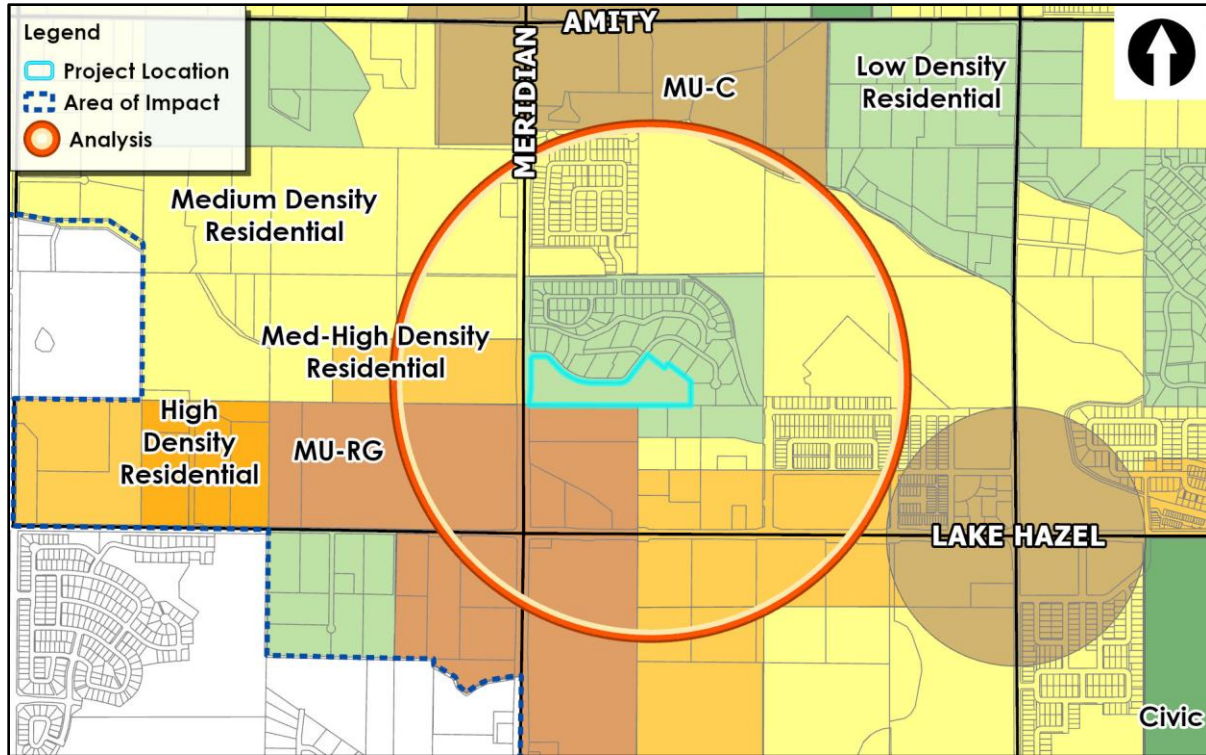 Legend
Project Location
Area of Impact
Analysis
AMITY
MERIDIAN
MU-C
Low Density
Residential
Medium Density
Residential
Med-High Density
Residential
High
Density
Residential
MU-RG
LAKE HAZEL
Civic